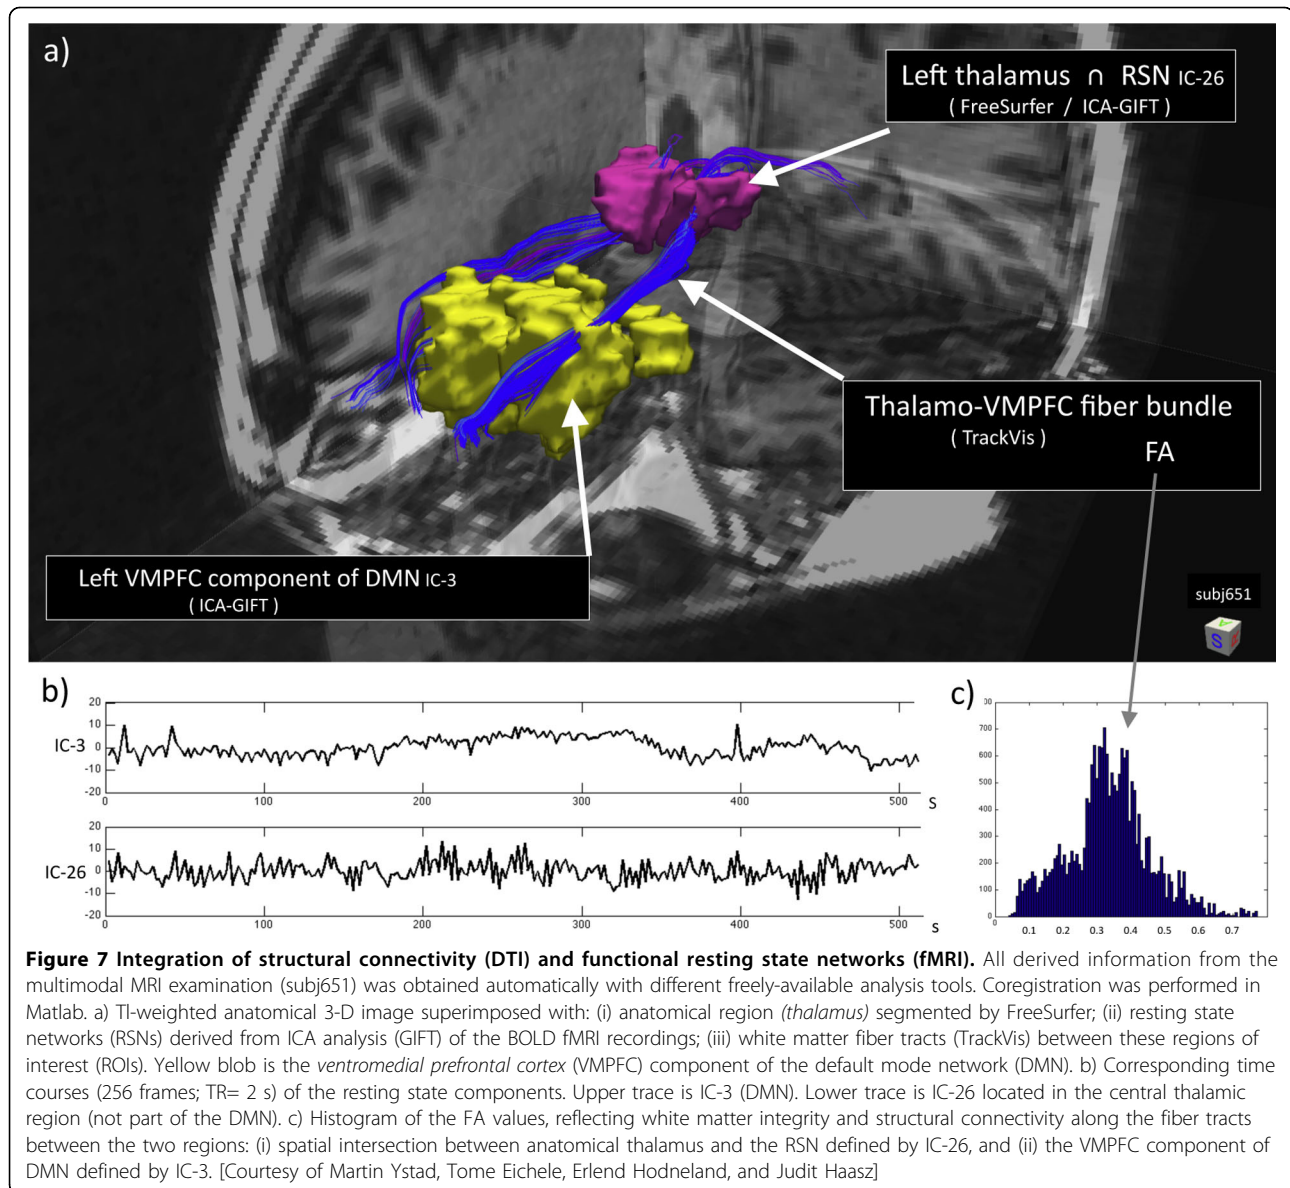 a)
Left thalamus ∩ RSN IC-26
( FreeSurfer / ICA-GIFT )
Thalamo-VMPFC fiber bundle
( TrackVis )
FA
Left VMPFC component of DMN IC-3
( ICA-GIFT )
subj651
A
S
b)
IC-3
20
10
0
-10
-20
0
100
200
300
400
500
s
IC-26
20
10
0
-10
-20
0
100
200
300
400
500
s
c)
700
600
500
400
300
200
100
0
0.1
0.2
0.3
0.4
0.5
0.6
0.7
Figure 7 Integration of structural connectivity (DTI) and functional resting state networks (fMRI). All derived information from the
multimodal MRI examination (subj651) was obtained automatically with different freely-available analysis tools. Coregistration was performed in
Matlab. a) Tl-weighted anatomical 3-D image superimposed with: (i) anatomical region (thalamus) segmented by FreeSurfer; (ii) resting state
networks (RSNs) derived from ICA analysis (GIFT) of the BOLD fMRI recordings; (iii) white matter fiber tracts (TrackVis) between these regions of
interest (ROIs). Yellow blob is the ventromedial prefrontal cortex (VMPFC) component of the default mode network (DMN). b) Corresponding time
courses (256 frames; TR= 2 s) of the resting state components. Upper trace is IC-3 (DMN). Lower trace is IC-26 located in the central thalamic
region (not part of the DMN). c) Histogram of the FA values, reflecting white matter integrity and structural connectivity along the fiber tracts
between the two regions: (i) spatial intersection between anatomical thalamus and the RSN defined by IC-26, and (ii) the VMPFC component of
DMN defined by IC-3. [Courtesy of Martin Ystad, Tome Eichele, Erlend Hodneland, and Judit Haasz]